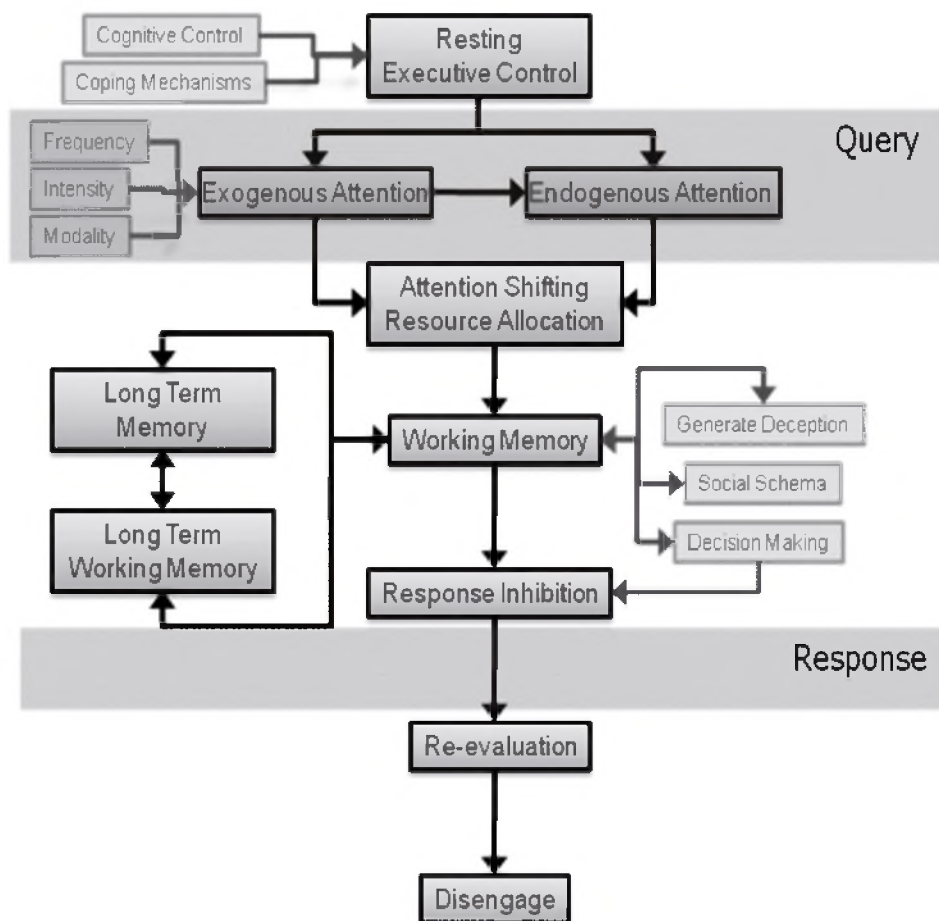 Cognitive Control
Coping Mechanisms
Resting
Executive Control
Query
Frequency
Intensity
Modality
Exogenous Attention
Endogenous Attention
Attention Shifting
Resource Allocation
Long Term
Memory
Working Memory
Generate Deception
Social Schema
Decision Making
Long Term
Working Memory
Response Inhibition
Response
Re-evaluation
Disengage